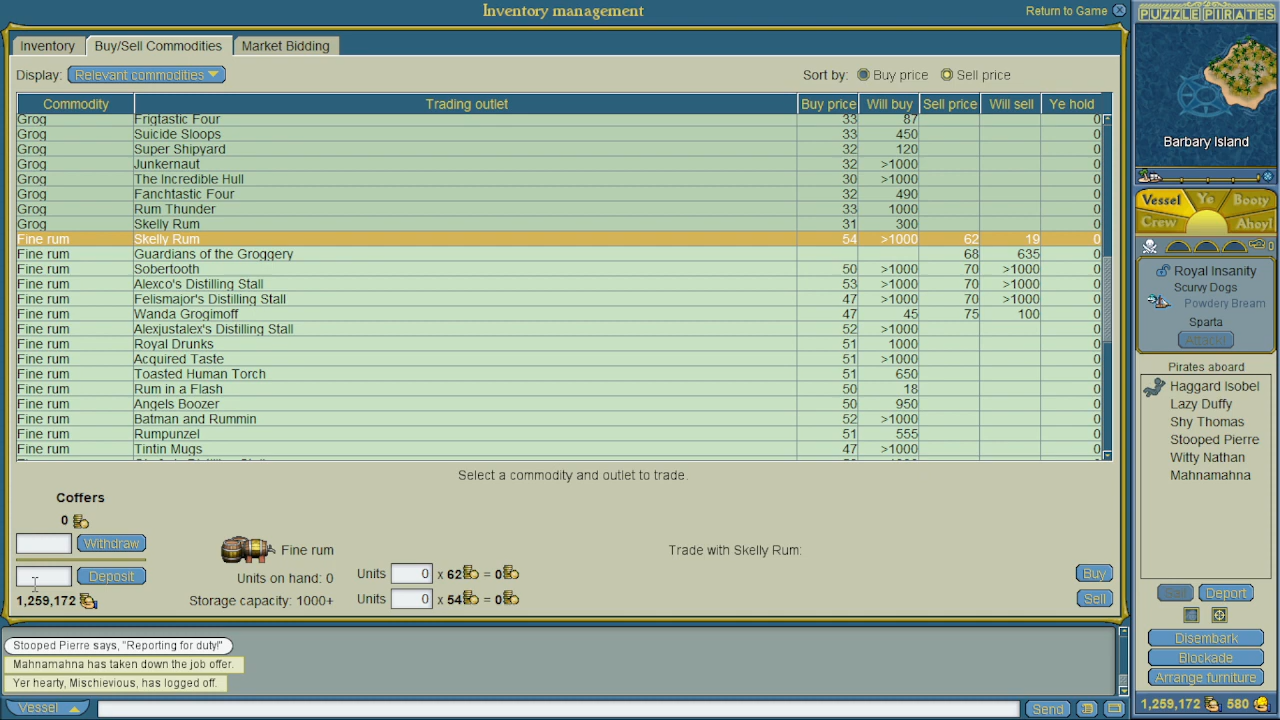 Inventory management
Return to Game
PUZZLE PIRATES
Inventory Buy/Sell Commodities Market Bidding
Display: Relevant commodities Sort by: Buy price Sell price
Commodity Trading outlet Buy price Will buy Sell price Will sell Ye hold
Grog Frigtastic Four 33 87 0
Grog Suicide Sloops 33 450 0
Grog Super Shipyard 32 120 0
Grog Junkernaut 32 >1000 0
Grog The Incredible Hull 30 >1000 0
Grog Fanchtastic Four 32 490 0
Grog Rum Thunder 33 1000 0
Grog Skelly Rum 31 300 0
Fine rum Skelly Rum 54 >1000 62 19 0
Fine rum Guardians of the Groggery 68 635 0
Fine rum Sobertooth 50 >1000 70 >1000 0
Fine rum Alexco's Distilling Stall 53 >1000 70 >1000 0
Fine rum Felismajor's Distilling Stall 47 >1000 70 >1000 0
Fine rum Wanda Grogimoff 47 45 75 100 0
Fine rum Alexjustalex's Distilling Stall 52 >1000 0
Fine rum Royal Drunks 51 1000 0
Fine rum Acquired Taste 51 >1000 0
Fine rum Toasted Human Torch 51 650 0
Fine rum Rum in a Flash 50 18 0
Fine rum Angels Boozer 50 950 0
Fine rum Batman and Rummin 52 >1000 0
Fine rum Rumpunzel 51 555 0
Fine rum Tintin Mugs 47 >1000 0
Select a commodity and outlet to trade.
Coffers
0
Withdraw
Deposit
1,259,172
Fine rum
Units on hand: 0
Storage capacity: 1000+
Trade with Skelly Rum:
Units 0 x 62 = 0 Buy
Units 0 x 54 = 0 Sell
Stooped Pierre says, "Reporting for duty!"
Mahnamahna has taken down the job offer.
Yer hearty, Mischievious, has logged off.
Vessel Send
Barbary Island
Vessel Ye Booty
Crew Ahoy!
0
Royal Insanity
Scurvy Dogs
Powdery Bream
Sparta
Attack!
Pirates aboard
Haggard Isobel
Lazy Duffy
Shy Thomas
Stooped Pierre
Witty Nathan
Mahnamahna
Sail Deport
Disembark
Blockade
Arrange furniture
1,259,172 580